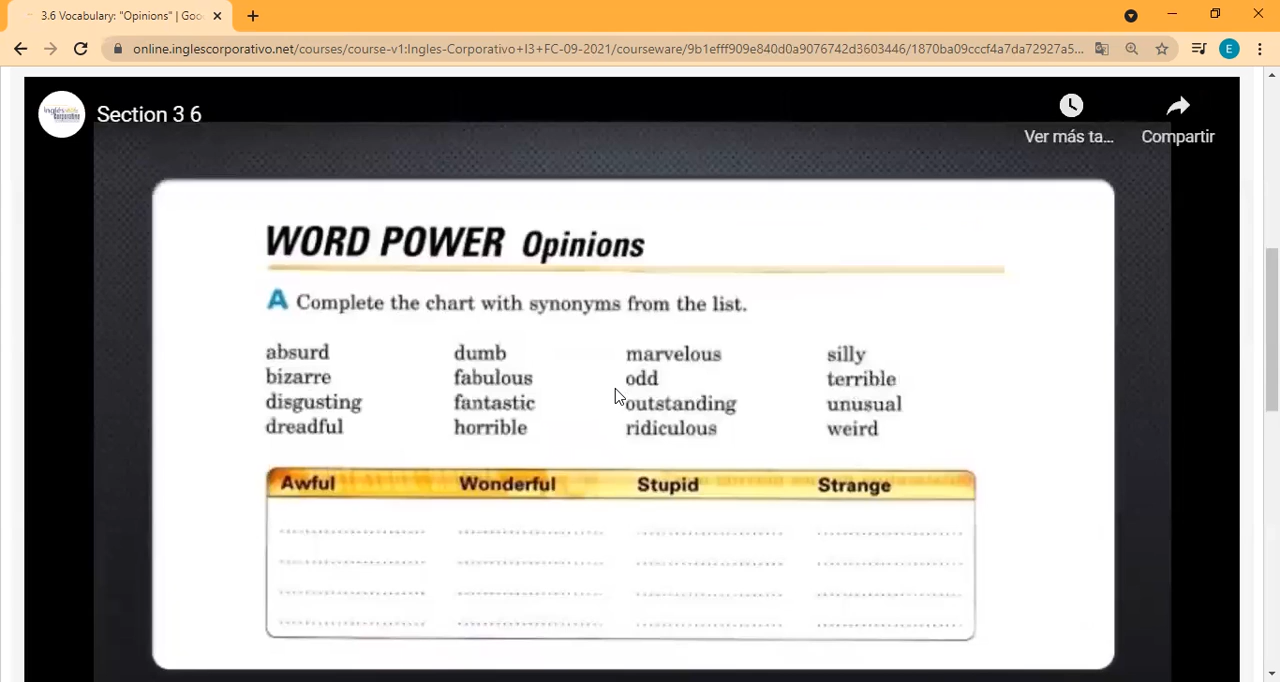 3.6 Vocabulary: "Opinions" | Goo
online.inglescorporativo.net/courses/course-v1:Ingles-Corporativo+I3+FC-09-2021/courseware/9b1efff909e840d0a9076742d3603446/1870ba09cccf4a7da72927a5...
E
Section 3 6
Ver más ta...
Compartir
WORD POWER Opinions
A Complete the chart with synonyms from the list.
absurd dumb marvelous silly
bizarre fabulous odd terrible
disgusting fantastic outstanding unusual
dreadful horrible ridiculous weird
Awful Wonderful Stupid Strange